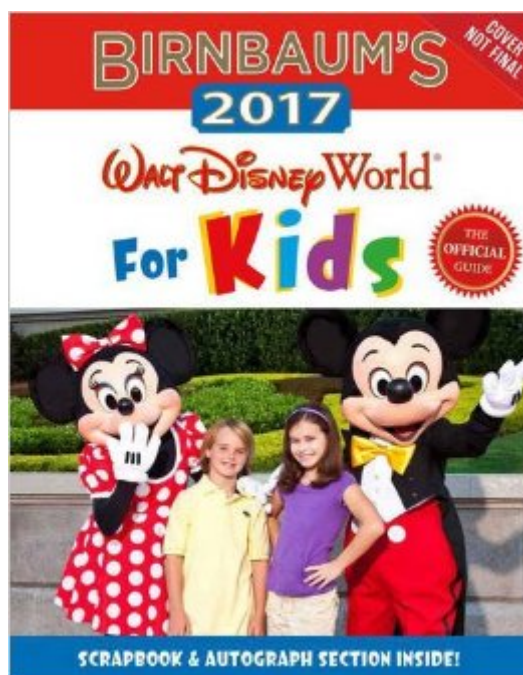 COVER
NOT FINAL
BIRNBAUM'S
2017
WALT DISNEY World®
For Kids
THE
OFFICIAL
GUIDE
SCRAPBOOK & AUTOGRAPH SECTION INSIDE!